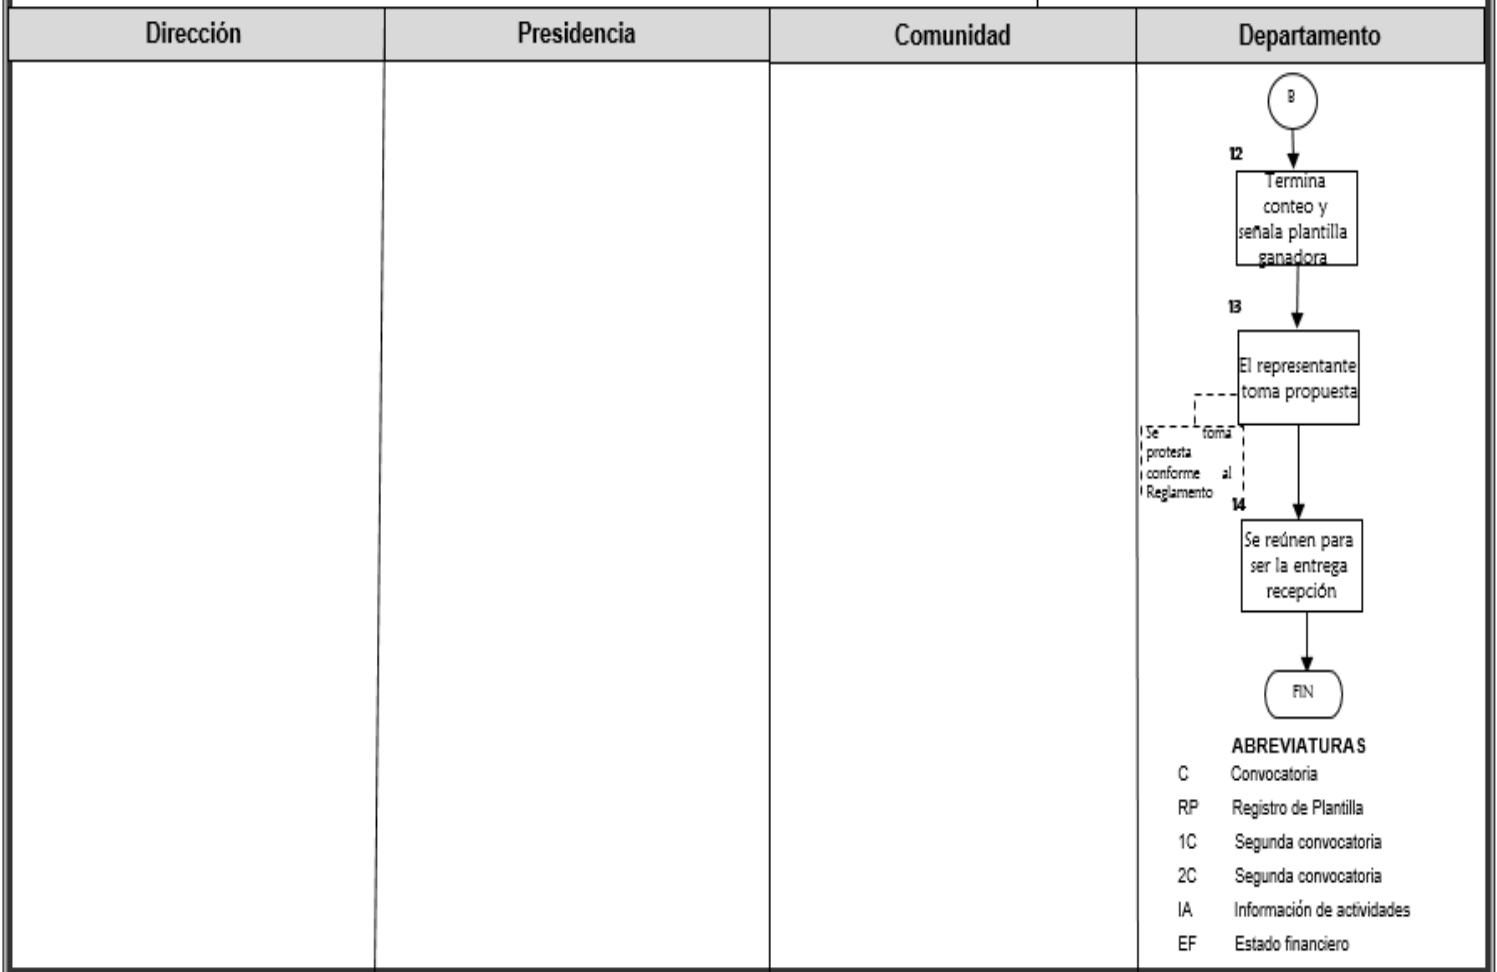 Dirección
Presidencia
Comunidad
Departamento
B
12
Termina
conteo y
señala plantilla
ganadora
13
El representante
toma propuesta
Se toma
protesta
conforme al
Reglamento
14
Se reúnen para
ser la entrega
recepción
FIN
ABREVIATURAS
C Convocatoria
RP Registro de Plantilla
1C Segunda convocatoria
2C Segunda convocatoria
IA Información de actividades
EF Estado financiero